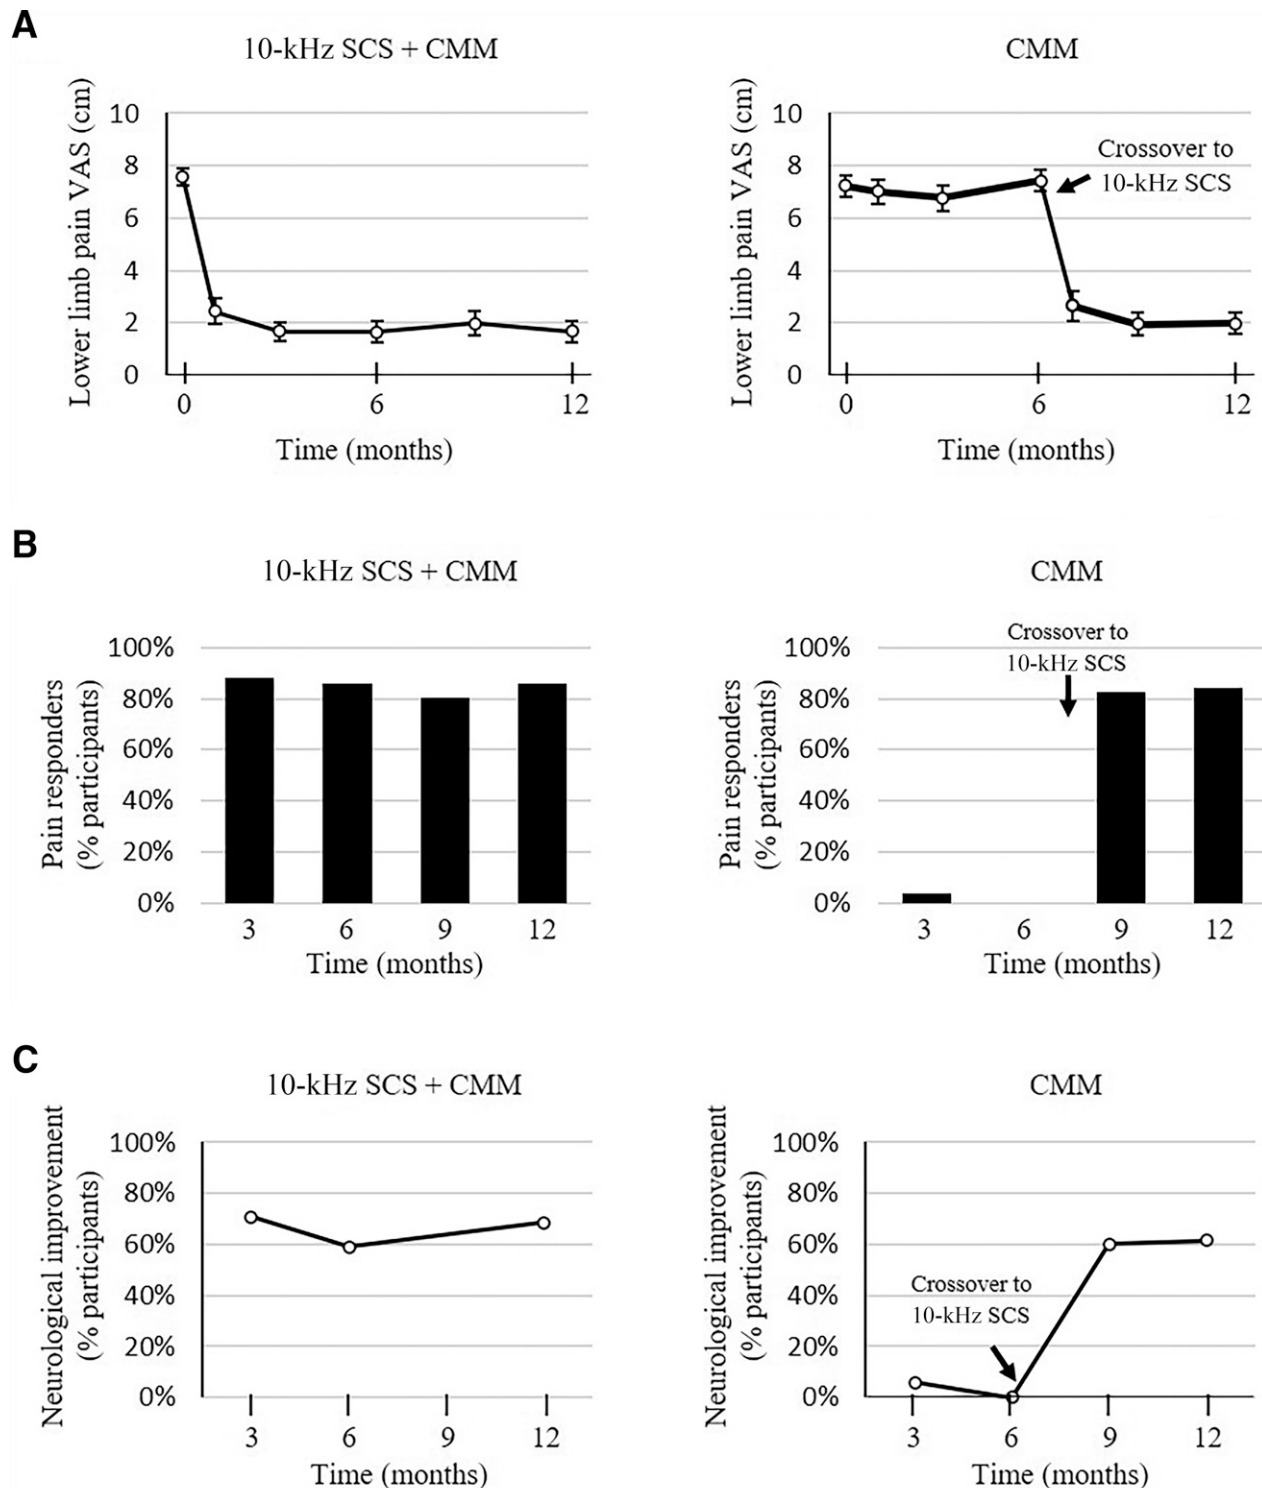 A
10-kHz SCS + CMM
Lower limb pain VAS (cm)
10
8
6
4
2
0
0 6 12
Time (months)
CMM
Lower limb pain VAS (cm)
10
8
6
4
2
0
Crossover to
10-kHz SCS
0 6 12
Time (months)
B
10-kHz SCS + CMM
Pain responders
(% participants)
100%
80%
60%
40%
20%
0%
3 6 9 12
Time (months)
CMM
Pain responders
(% participants)
Crossover to
10-kHz SCS
100%
80%
60%
40%
20%
0%
3 6 9 12
Time (months)
C
10-kHz SCS + CMM
Neurological improvement
(% participants)
100%
80%
60%
40%
20%
0%
3 6 9 12
Time (months)
CMM
Neurological improvement
(% participants)
100%
80%
60%
40%
20%
0%
Crossover to
10-kHz SCS
3 6 9 12
Time (months)